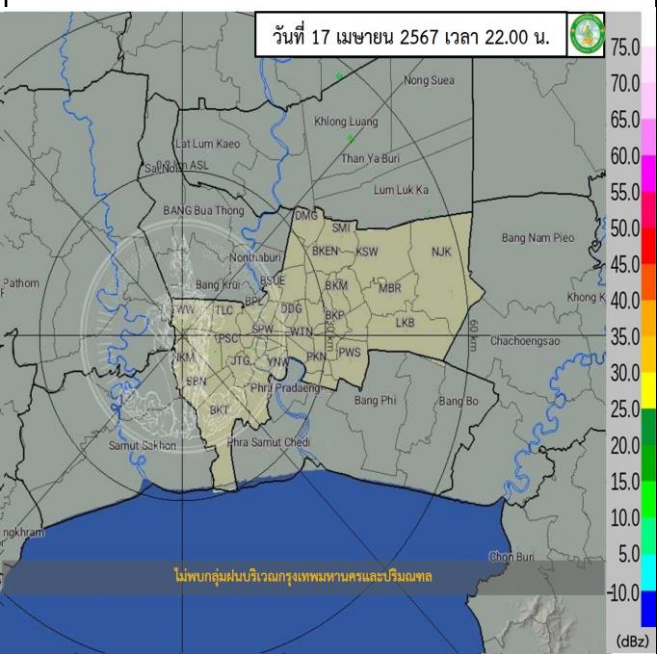 วันที่ 17 เมษายน 2567 เวลา 22.00 น.
75.0
Nong Suea
70.0
Khlong Luang
65.0
Lat Lum Kaeo
Than Ya Buri
60.0
Lum Luk Ka
55.0
BANG Bua Thong
DMG
SMI
50.0
BKEN
KSW
NJK
Bang Nam Pieo
Nonthaburi
45.0
Pathom
Bang Krui
BSUE
BKM
MBR
Khong K
BPL
40.0
TWW
TLC
DDG
BKP
LKB
SPW
WTN
35.0
PSC
60 km
Chachoengsao
NKM
JTG
YNW
PKN
PWS
30.0
BBN
Phra Pradaeng
Bang Phi
Bang Bo
25.0
BKT
Samut Sakhon
Phra Samut Chedi
20.0
15.0
ngkhram
10.0
Chon Buri
5.0
ไม่พบกลุ่มฝนบริเวณกรุงเทพมหานครและปริมณฑล
-10.0
(dBz)